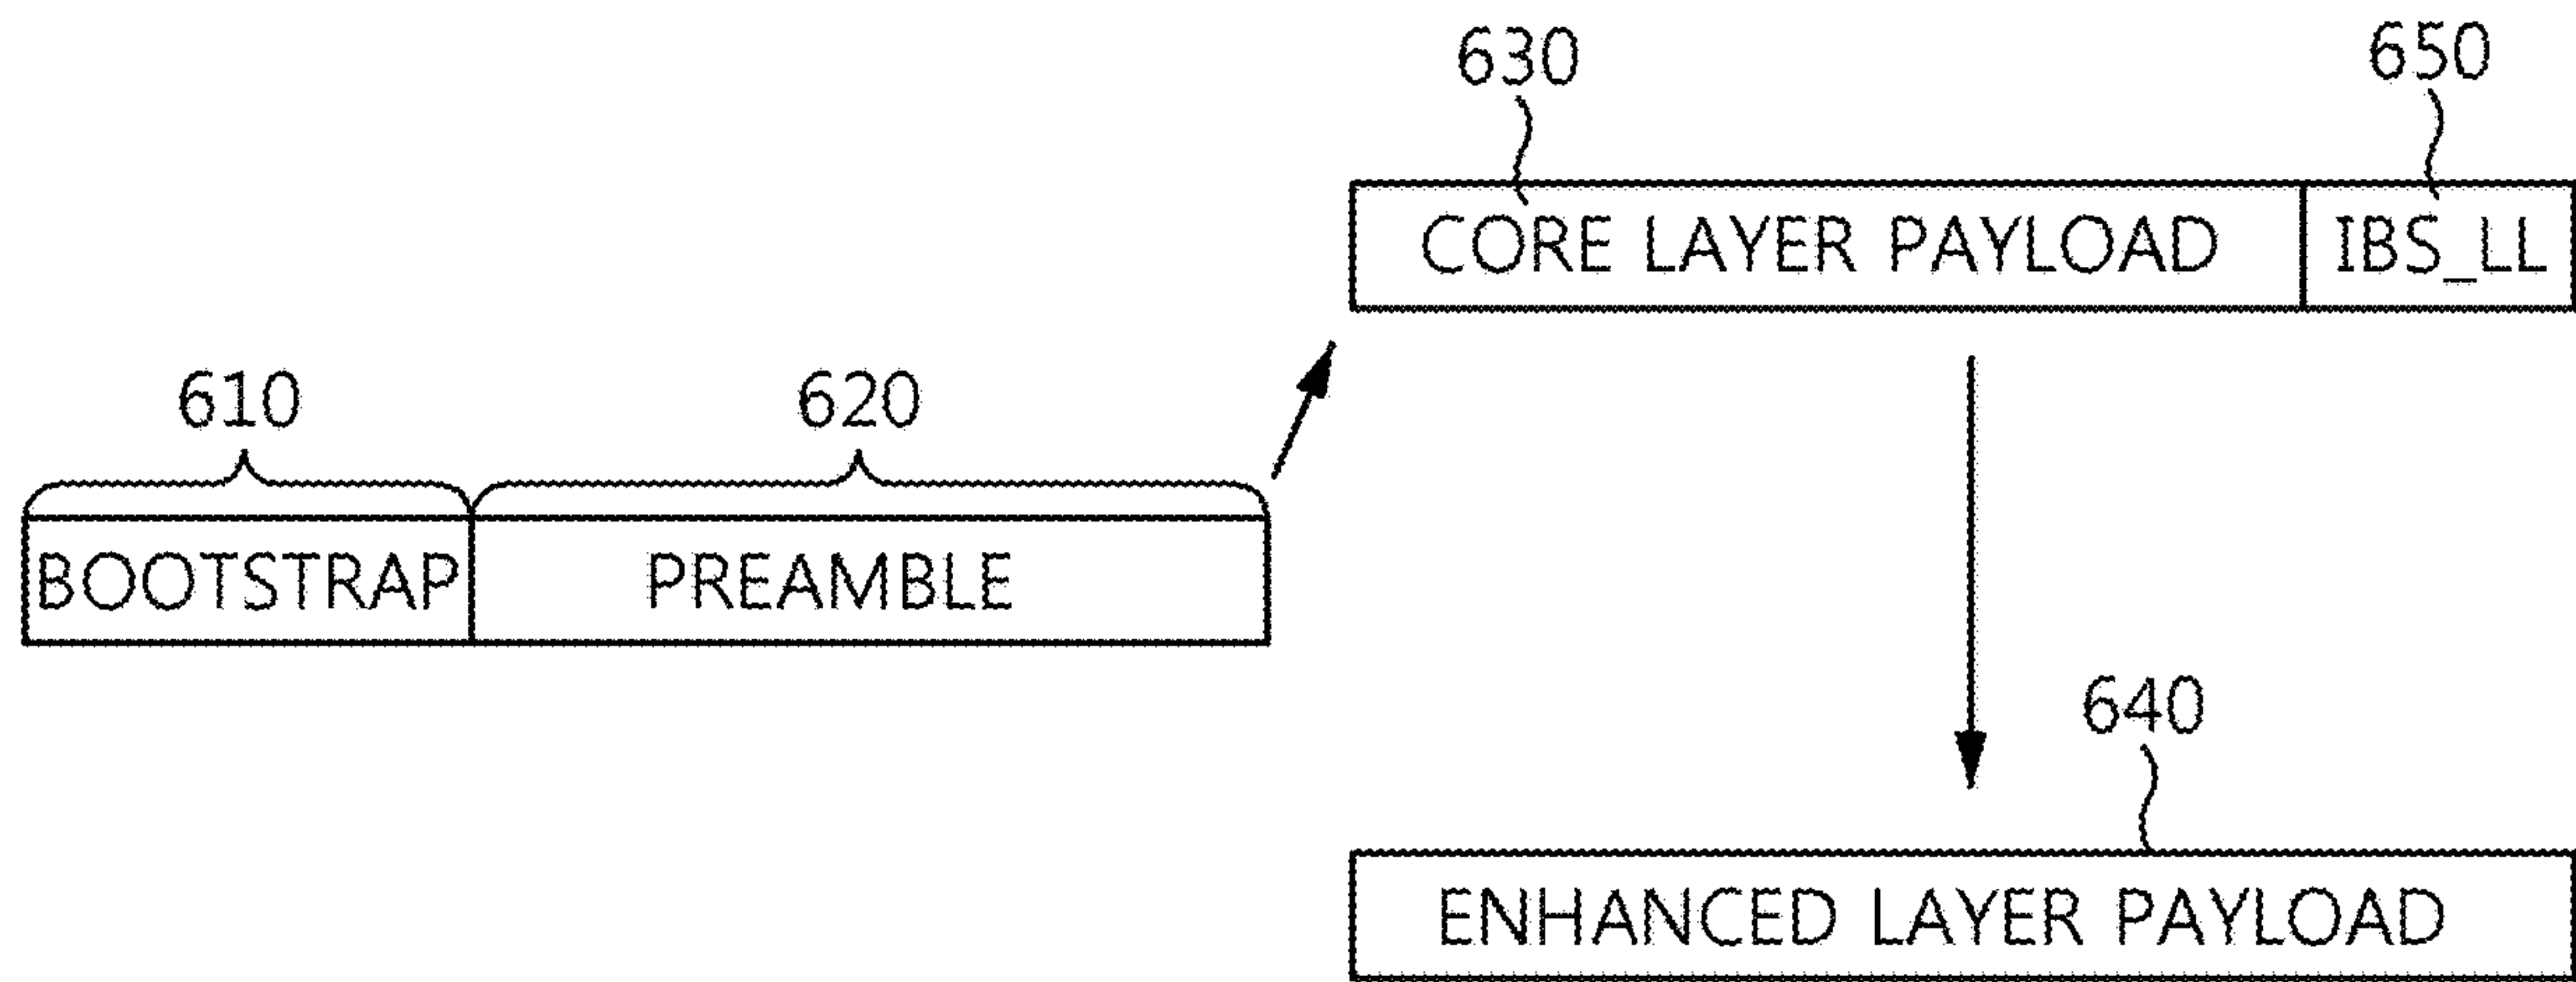 630
650
CORE LAYER PAYLOAD
IBS_LL
610
620
BOOTSTRAP
PREAMBLE
640
ENHANCED LAYER PAYLOAD